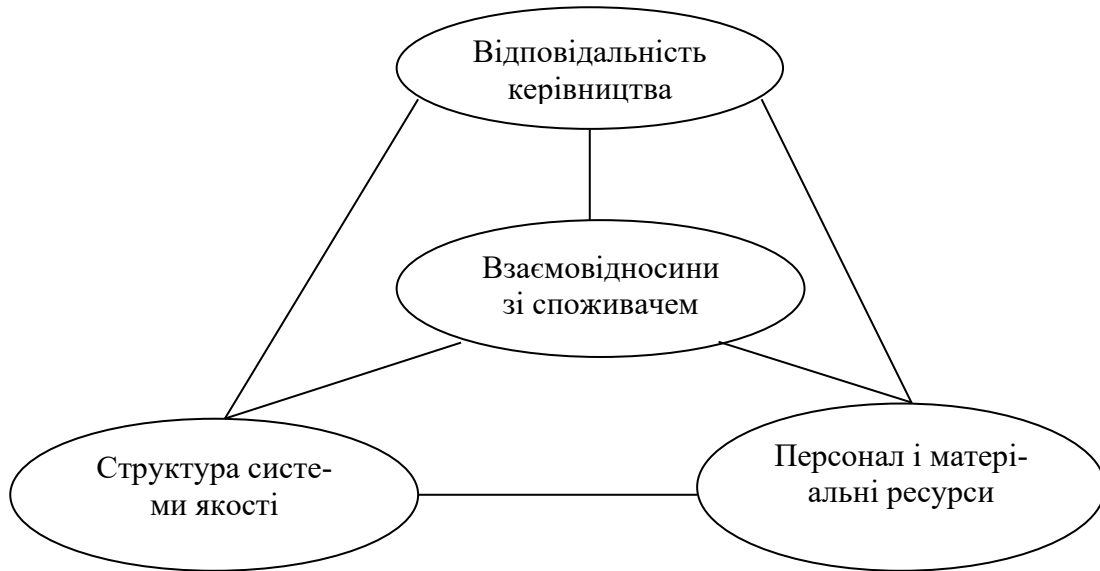 Відповідальність
керівництва
Взаємовідносини
зі споживачем
Структура систе-
ми якості
Персонал і матері-
альні ресурси